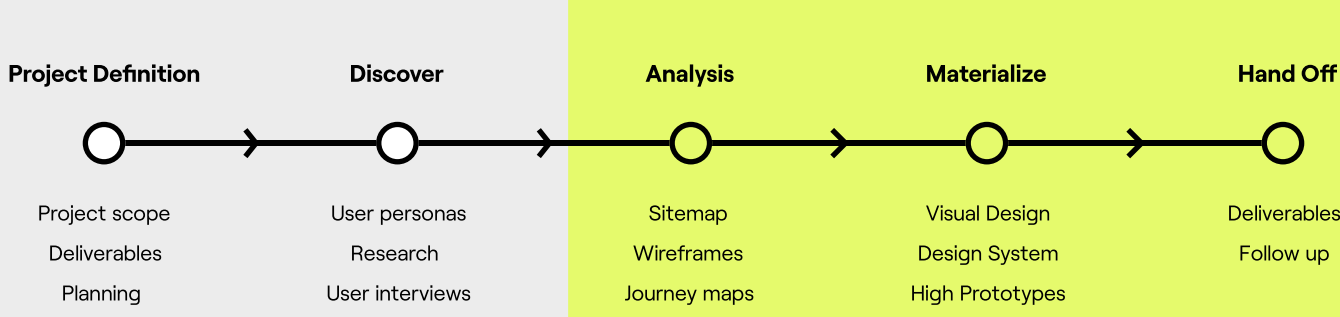 Project Definition
Discover
Analysis
Materialize
Hand Off
Project scope
User personas
Sitemap
Visual Design
Deliverables
Deliverables
Research
Wireframes
Design System
Follow up
Planning
User interviews
Journey maps
High Prototypes